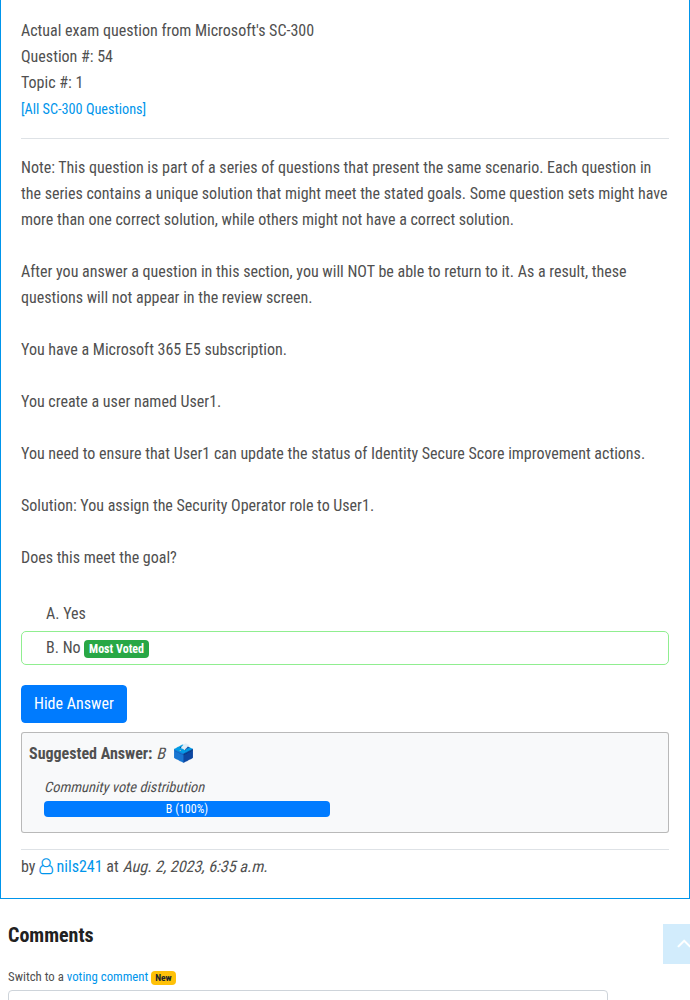 Actual exam question from Microsoft's SC-300
Question #: 54
Topic #: 1
[All SC-300 Questions]
Note: This question is part of a series of questions that present the same scenario. Each question in
the series contains a unique solution that might meet the stated goals. Some question sets might have
more than one correct solution, while others might not have a correct solution.
After you answer a question in this section, you will NOT be able to return to it. As a result, these
questions will not appear in the review screen.
You have a Microsoft 365 E5 subscription.
You create a user named User1.
You need to ensure that User1 can update the status of Identity Secure Score improvement actions.
Solution: You assign the Security Operator role to User1.
Does this meet the goal?
A. Yes
B. No Most Voted
Hide Answer
Suggested Answer: B
Community vote distribution
B (100%)
by nils241 at Aug. 2, 2023, 6:35 a.m.
Comments
Switch to a voting comment New